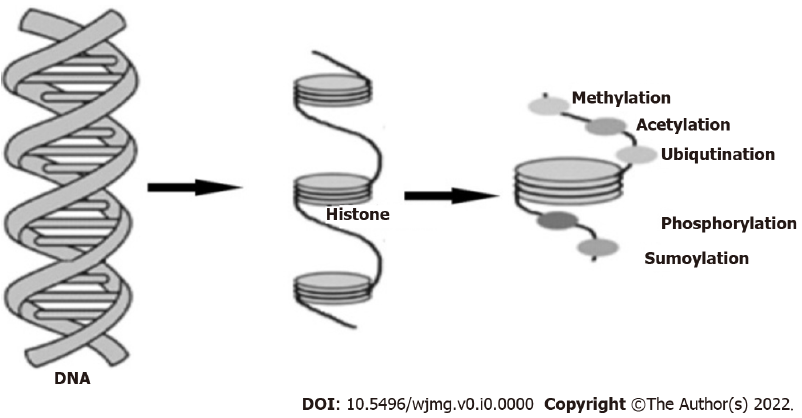 Methylation
Acetylation
Ubiqutination
Histone
Phosphorylation
Sumoylation
DNA
DOI: 10.5496/wjmg.v0.i0.0000 Copyright ©The Author(s) 2022.